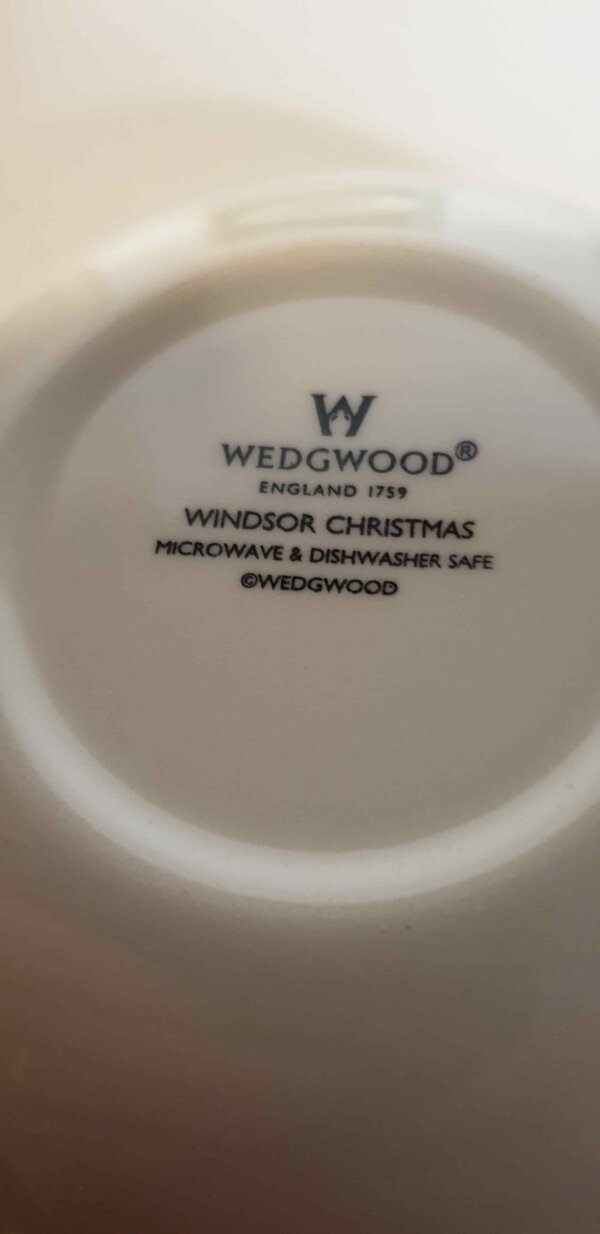 W
WEDGWOOD®
ENGLAND 1759
WINDSOR CHRISTMAS
MICROWAVE & DISHWASHER SAFE
©WEDGWOOD